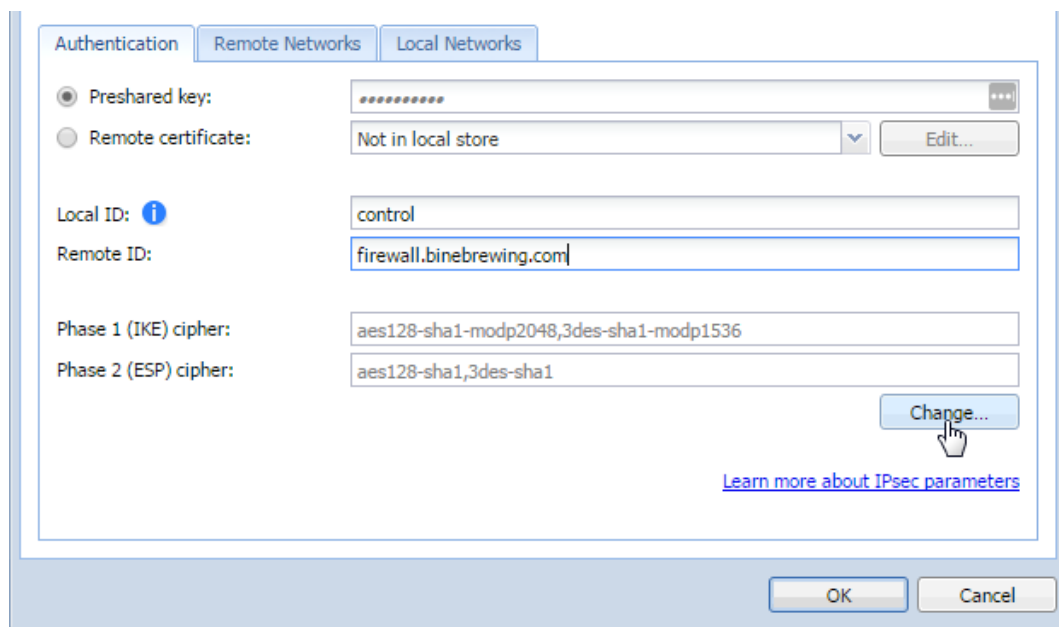 Authentication Remote Networks Local Networks
Preshared key: ••••••••••
Remote certificate: Not in local store Edit...
Local ID: i control
Remote ID: firewall.binebrewing.com
Phase 1 (IKE) cipher: aes128-sha1-modp2048,3des-sha1-modp1536
Phase 2 (ESP) cipher: aes128-sha1,3des-sha1
Change...
Learn more about IPsec parameters
OK Cancel